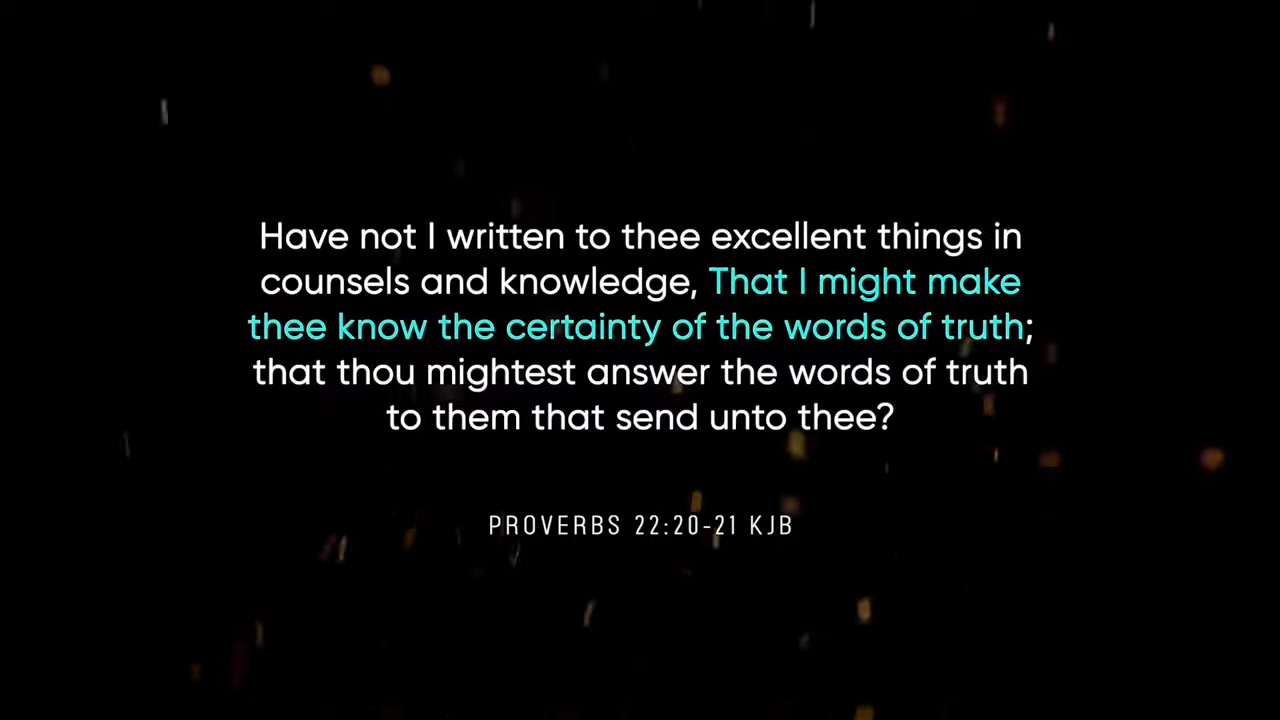 Have not I written to thee excellent things in
counsels and knowledge, That I might make
thee know the certainty of the words of truth;
that thou mightest answer the words of truth
to them that send unto thee?
PROVERBS 22:20-21 KJB